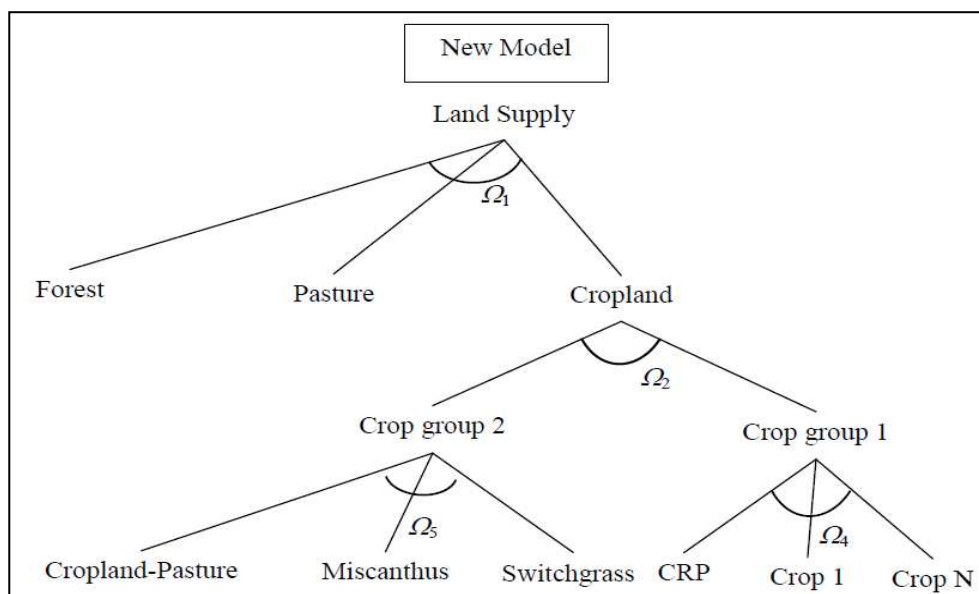 New Model
Land Supply
Ω1
Forest
Pasture
Cropland
Ω2
Crop group 2
Crop group 1
Ω5
Ω4
Cropland-Pasture
Miscanthus
Switchgrass
CRP
Crop 1
Crop N